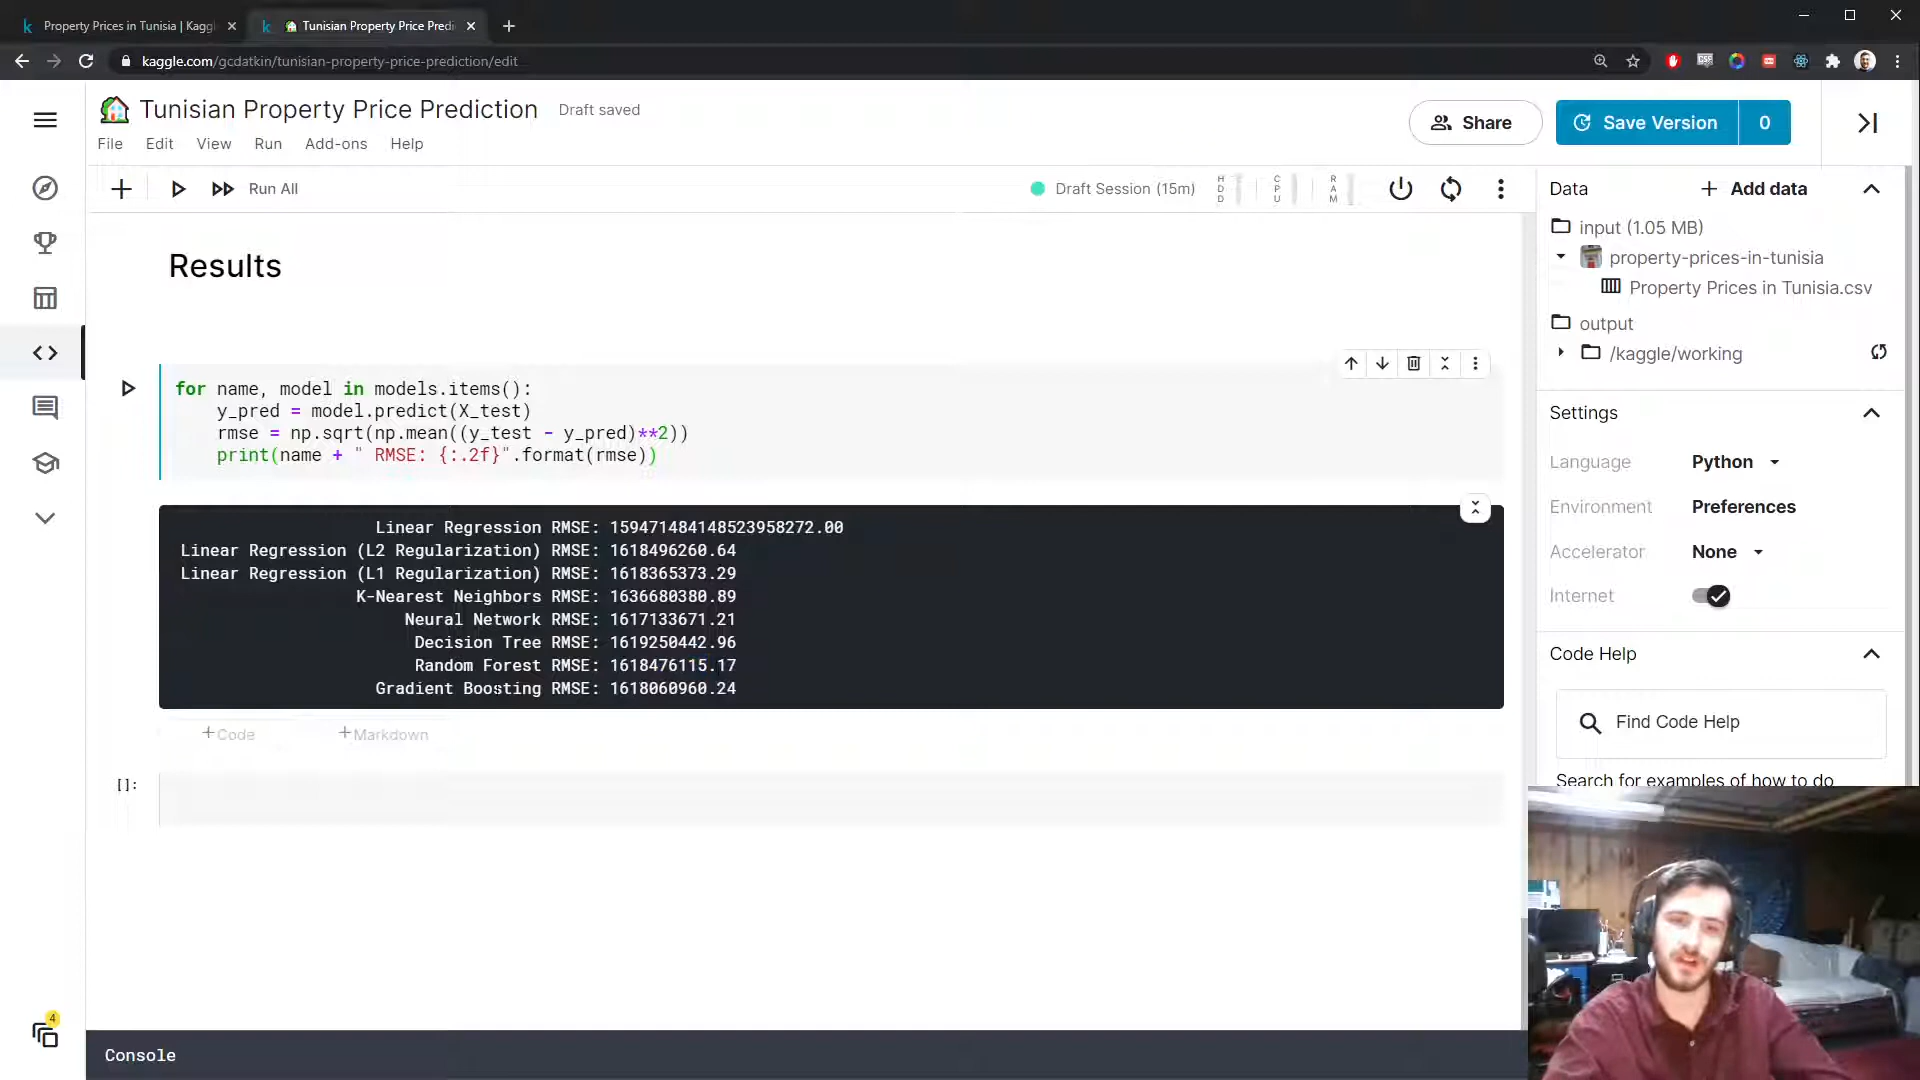 Property Prices in Tunisia | Kaggl
Tunisian Property Price Predi
kaggle.com/gcdatkin/tunisian-property-price-prediction/edit
Tunisian Property Price Prediction
Draft saved
Share
Save Version
0
File
Edit
View
Run
Add-ons
Help
Run All
Draft Session (15m)
HDD
CPU
RAM
Data
Add data
input (1.05 MB)
property-prices-in-tunisia
Property Prices in Tunisia.csv
output
/kaggle/working
Results
for name, model in models.items():
    y_pred = model.predict(X_test)
    rmse = np.sqrt(np.mean((y_test - y_pred)**2))
    print(name + " RMSE: {:.2f}".format(rmse))
Linear Regression RMSE: 159471484148523958272.00
Linear Regression (L2 Regularization) RMSE: 1618496260.64
Linear Regression (L1 Regularization) RMSE: 1618365373.29
K-Nearest Neighbors RMSE: 1636680380.89
Neural Network RMSE: 1617133671.21
Decision Tree RMSE: 1619250442.96
Random Forest RMSE: 1618476115.17
Gradient Boosting RMSE: 1618060960.24
+Code
+Markdown
[]:
Settings
Language
Python
Environment
Preferences
Accelerator
None
Internet
Code Help
Find Code Help
Search for examples of how to do
4
Console